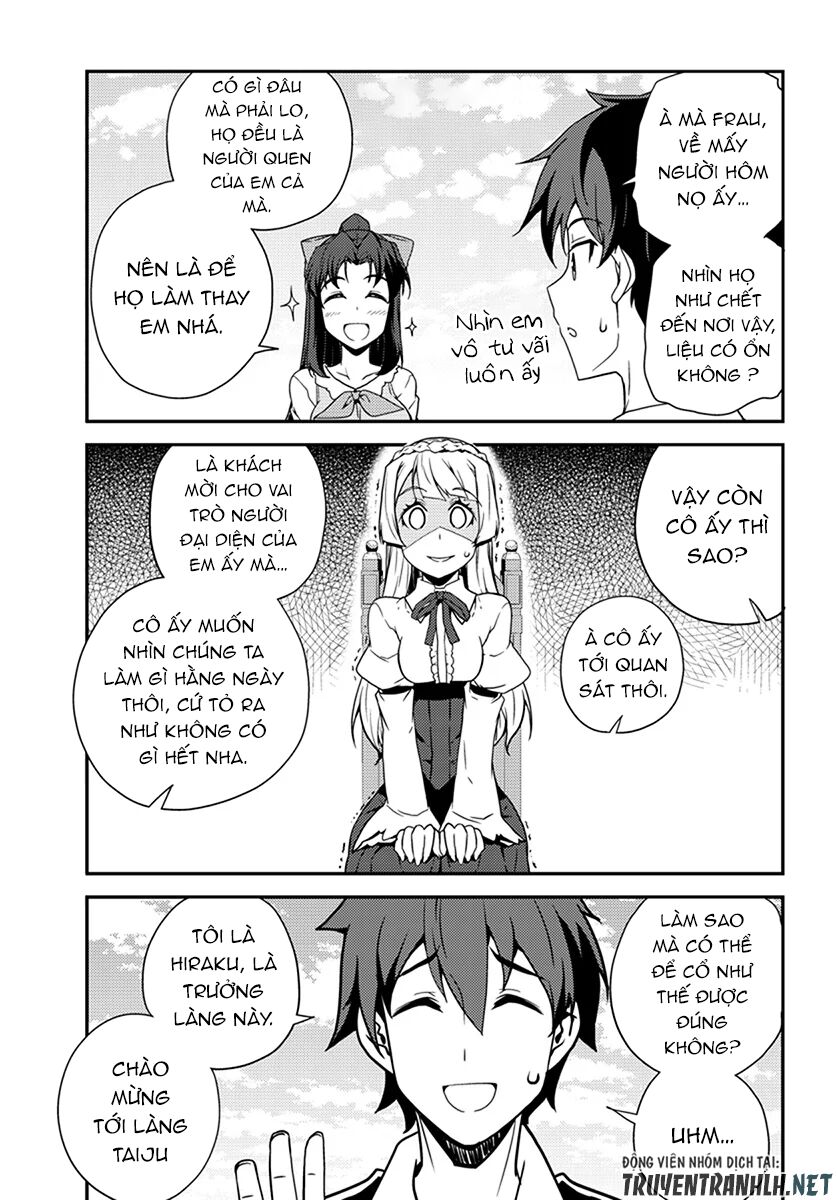 À MÀ FRAU,
VỀ MẤY
NGƯỜI HÔM
NỌ ẤY...
NHÌN HỌ
NHƯ CHẾT
ĐẾN NƠI VẬY,
LIỆU CÓ ỔN
KHÔNG ?
CÓ GÌ ĐÂU
MÀ PHẢI LO,
HỌ ĐỀU LÀ
NGƯỜI QUEN
CỦA EM CẢ
MÀ.
NÊN LÀ ĐỂ
HỌ LÀM THAY
EM NHÁ.
Nhìn em
vô tư vãi
luôn ấy
VẬY CÒN
CÔ ẤY THÌ
SAO?
À CÔ ẤY
TỚI QUAN
SÁT THÔI.
LÀ KHÁCH
MỜI CHO VAI
TRÒ NGƯỜI
ĐẠI DIỆN CỦA
EM ẤY MÀ...
CÔ ẤY MUỐN
NHÌN CHÚNG TA
LÀM GÌ HẰNG NGÀY
THÔI, CỨ TỎ RA
NHƯ KHÔNG CÓ
GÌ HẾT NHA.
LÀM SAO
MÀ CÓ THỂ
ĐỂ CỔ NHƯ
THẾ ĐƯỢC
ĐÚNG
KHÔNG?
UHM...
TÔI LÀ
HIRAKU, LÀ
TRƯỞNG
LÀNG NÀY.
CHÀO
MỪNG
TỚI LÀNG
TAIJU
ĐỘNG VIÊN NHÓM DỊCH TẠI:
TRUYENTRANHLH.NET